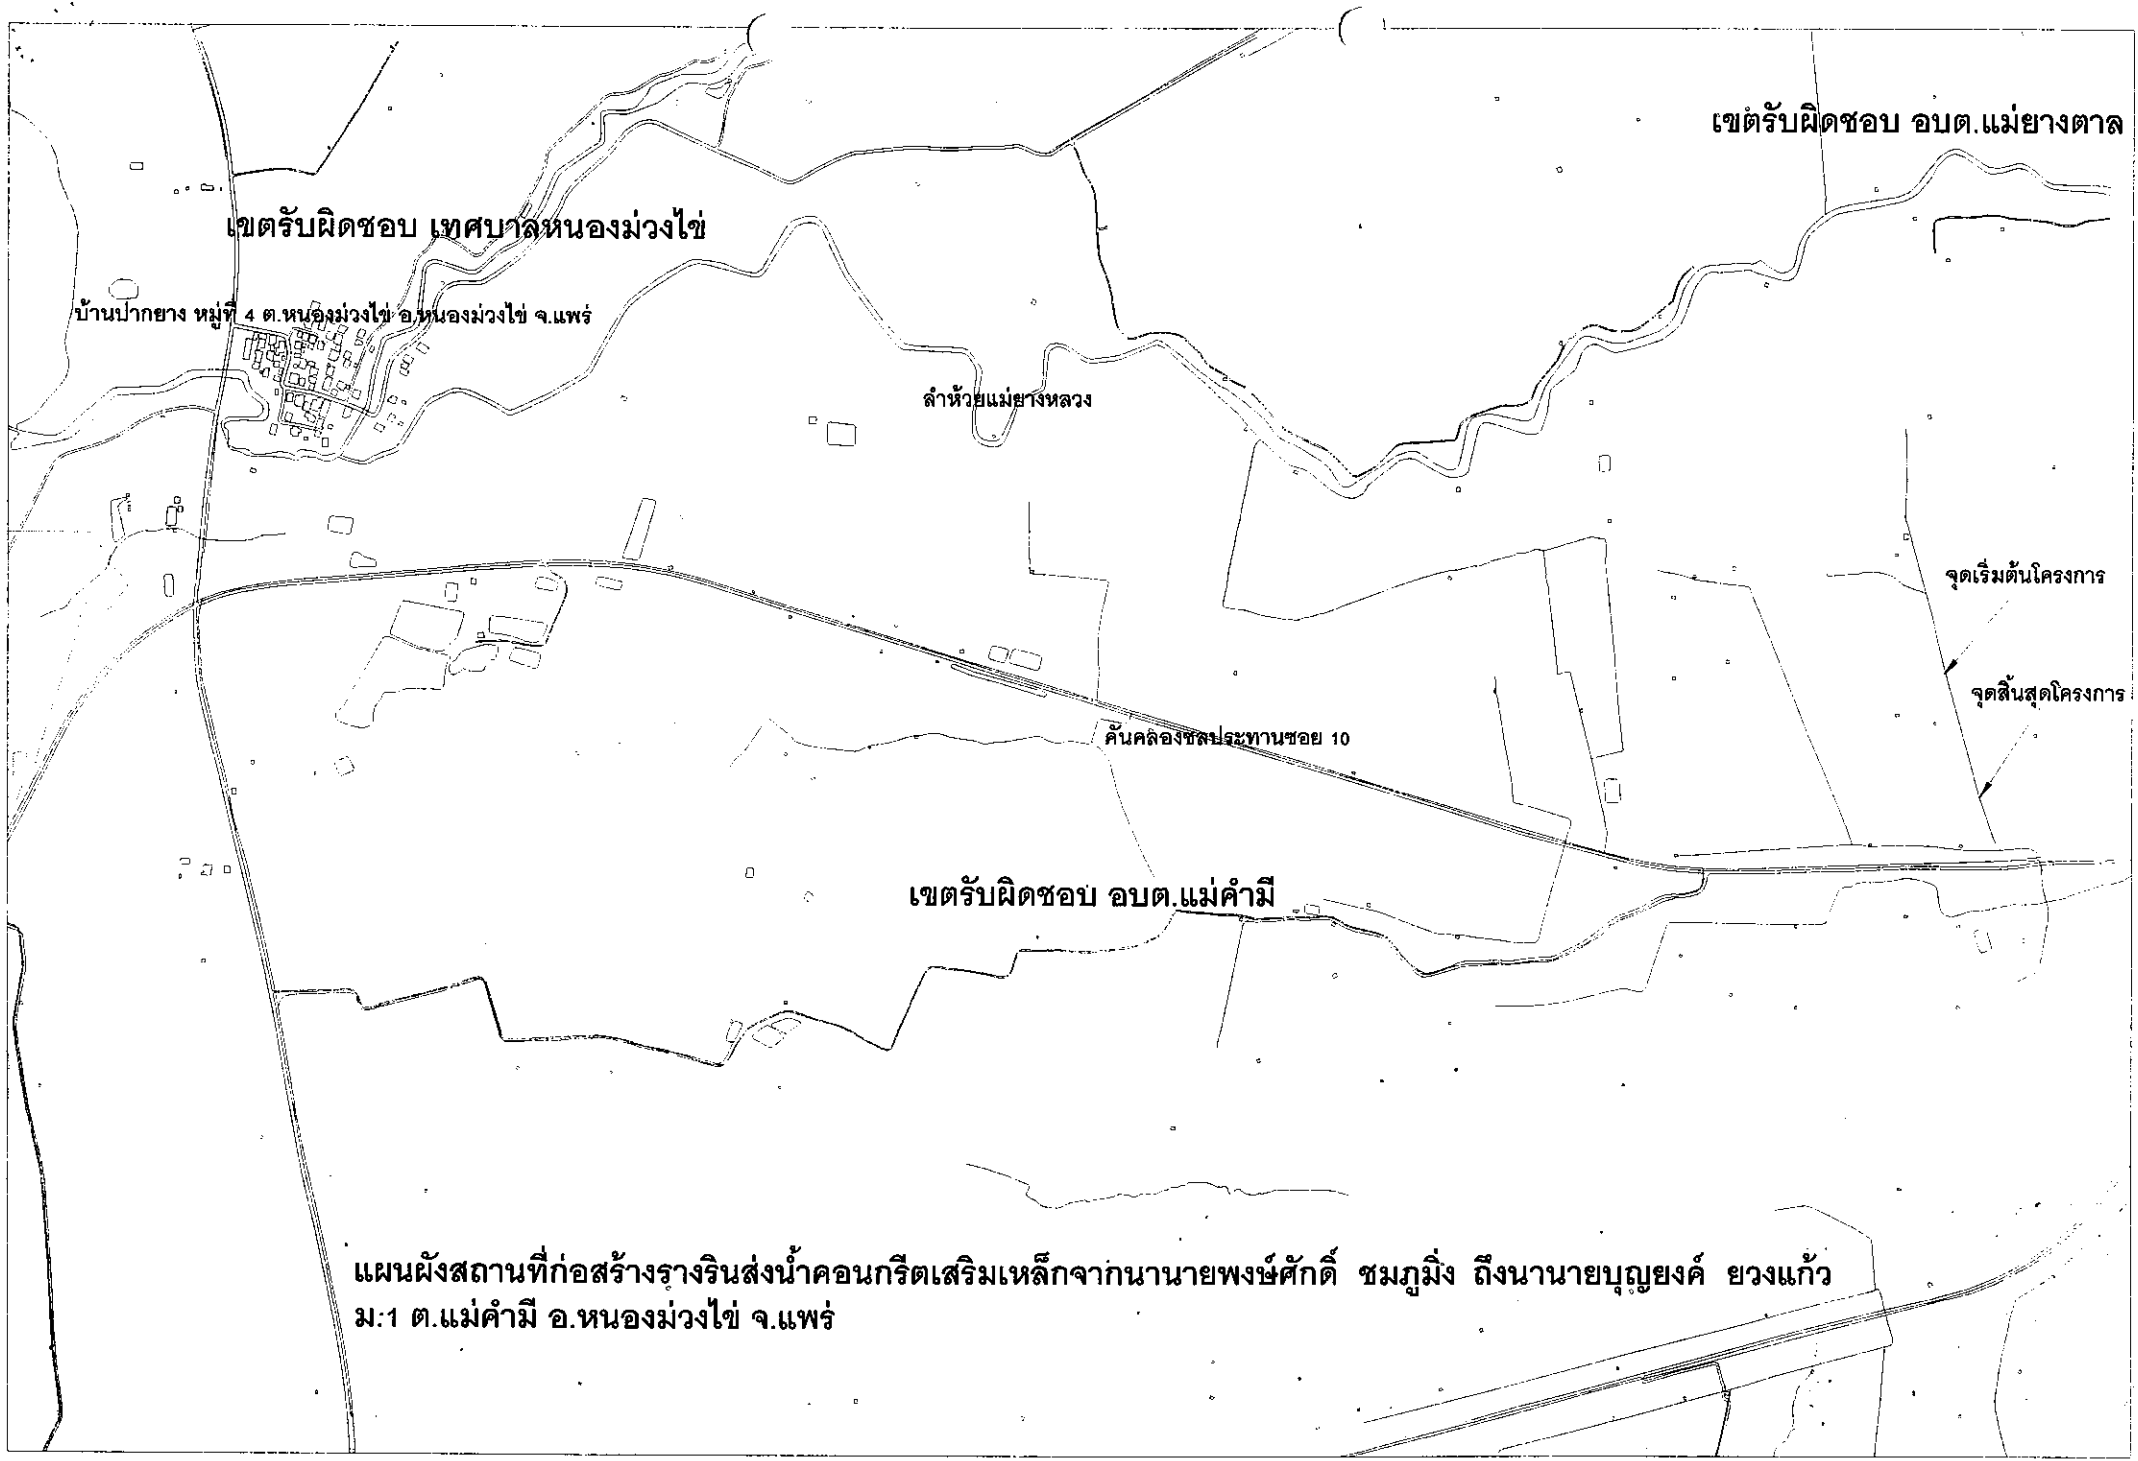 เขตรับผิดชอบ อบต.แม่ยางตาล
เขตรับผิดชอบ เทศบาลหนองม่วงไข่
บ้านปากยาง หมู่ที่ 4 ต.หนองม่วงไข่ อ.หนองม่วงไข่ จ.แพร่
ลำห้วยแม่ยางหลวง
จุดเริ่มต้นโครงการ
จุดสิ้นสุดโครงการ
คันคลองชลประทานซอย 10
เขตรับผิดชอบ อบต.แม่คำมี
แผนผังสถานที่ก่อสร้างรางรินส่งน้ำคอนกรีตเสริมเหล็กจากนานายพงษ์ศักดิ์ ชมภูมิ่ง ถึงนานายบุญยงค์ ยวงแก้ว
ม.1 ต.แม่คำมี อ.หนองม่วงไข่ จ.แพร่